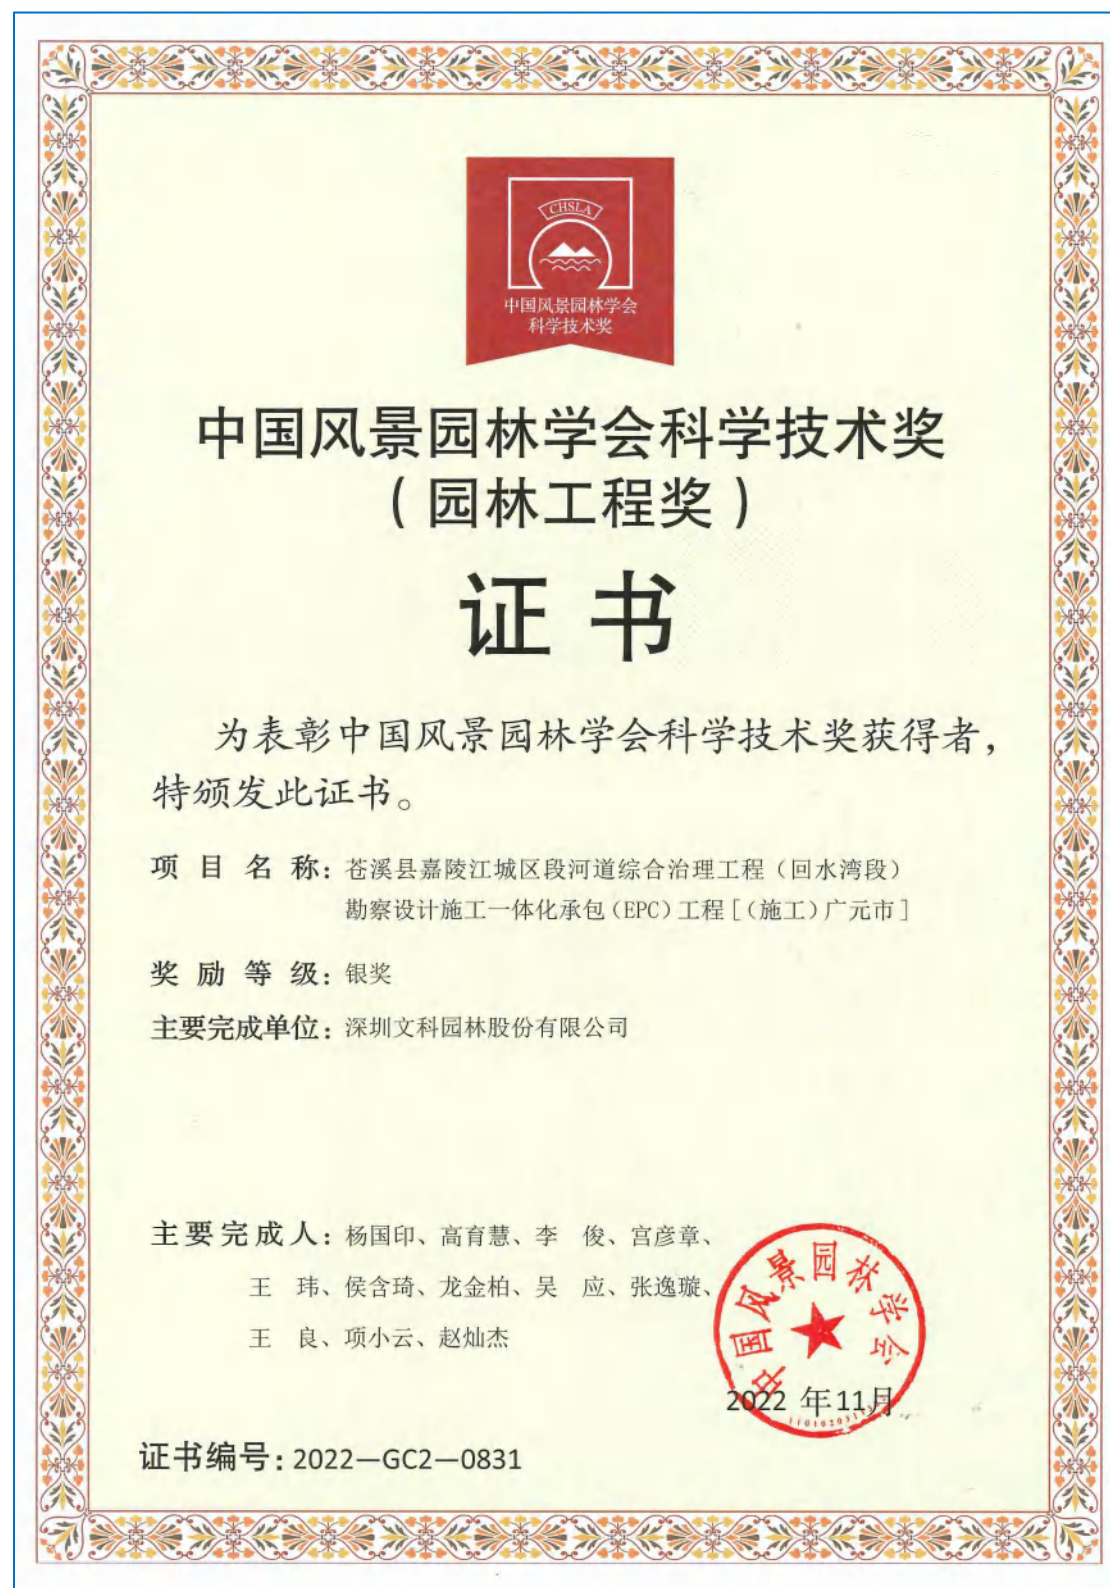 CHSLA
中国风景园林学会
科学技术奖
中国风景园林学会科学技术奖
(园林工程奖)
证书
为表彰中国风景园林学会科学技术奖获得者,
特颁发此证书。
项目名称: 苍溪县嘉陵江城区段河道综合治理工程（回水湾段）
勘察设计施工一体化承包(EPC)工程[(施工)广元市]
奖励等级: 银奖
主要完成单位: 深圳文科园林股份有限公司
主要完成人: 杨国印、高育慧、李 俊、宫彦章、
王 玮、侯含琦、龙金柏、吴 应、张逸璇、
王 良、项小云、赵灿杰
中国风景园林学会
2022 年11月
证书编号: 2022—GC2—0831